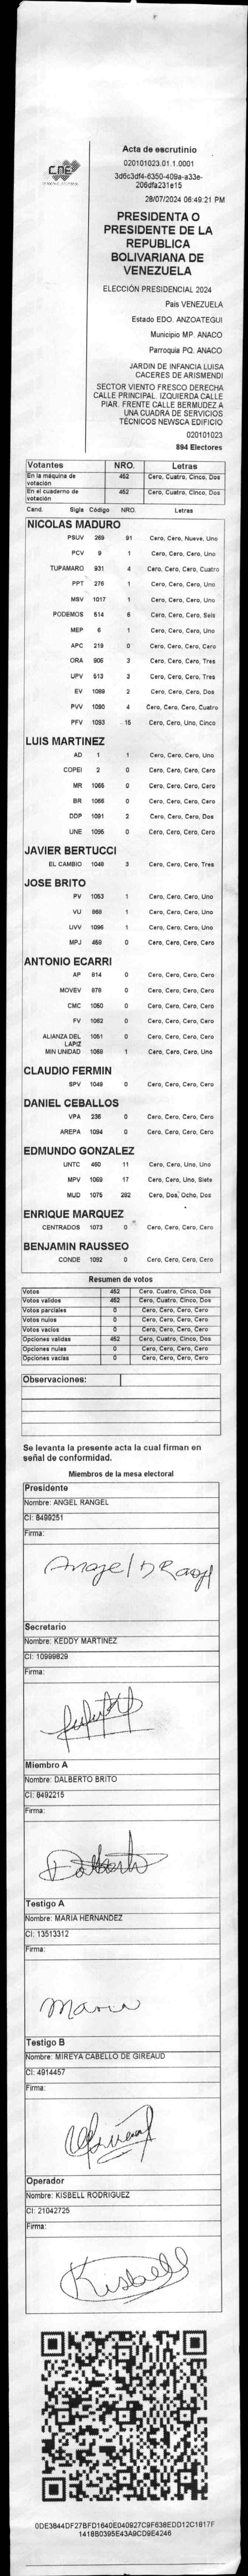 CNE
Acta de escrutinio
020101023.01.1.0001
3d6c3df4-6350-409a-a33e-
206dfa231e15
28/07/2024 06:49:21 PM
PRESIDENTA O
PRESIDENTE DE LA
REPUBLICA
BOLIVARIANA DE
VENEZUELA
ELECCIÓN PRESIDENCIAL 2024
Pais VENEZUELA
Estado EDO. ANZOATEGUI
Municipio MP. ANACO
Parroquia PQ. ANACO
JARDIN DE INFANCIA LUISA
CACERES DE ARISMENDI
SECTOR VIENTO FRESCO DERECHA
CALLE PRINCIPAL. IZQUIERDA CALLE
PIAR. FRENTE CALLE BERMUDEZ A
UNA CUADRA DE SERVICIOS
TÉCNICOS NEWSCA EDIFICIO
020101023
894 Electores
Votantes NRO. Letras
En la máquina de votación 452 Cero, Cuatro, Cinco, Dos
En el cuaderno de votación 452 Cero, Cuatro, Cinco, Dos
Cand. Sigla Código NRO. Letras
NICOLAS MADURO
PSUV 269 91 Cero, Cero, Nueve, Uno
PCV 9 1 Cero, Cero, Cero, Uno
TUPAMARO 931 4 Cero, Cero, Cero, Cuatro
PPT 276 1 Cero, Cero, Cero, Uno
MSV 1017 1 Cero, Cero, Cero, Uno
PODEMOS 514 6 Cero, Cero, Cero, Seis
MEP 6 1 Cero, Cero, Cero, Uno
APC 219 0 Cero, Cero, Cero, Cero
ORA 906 3 Cero, Cero, Cero, Tres
UPV 513 3 Cero, Cero, Cero, Tres
EV 1089 2 Cero, Cero, Cero, Dos
PVV 1090 4 Cero, Cero, Cero, Cuatro
PFV 1093 15 Cero, Cero, Uno, Cinco
LUIS MARTINEZ
AD 1 1 Cero, Cero, Cero, Uno
COPEI 2 0 Cero, Cero, Cero, Cero
MR 1065 0 Cero, Cero, Cero, Cero
BR 1066 0 Cero, Cero, Cero, Cero
DDP 1091 2 Cero, Cero, Cero, Dos
UNE 1095 0 Cero, Cero, Cero, Cero
JAVIER BERTUCCI
EL CAMBIO 1048 3 Cero, Cero, Cero, Tres
JOSE BRITO
PV 1053 1 Cero, Cero, Cero, Uno
VU 868 1 Cero, Cero, Cero, Uno
UVV 1096 1 Cero, Cero, Cero, Uno
MPJ 458 0 Cero, Cero, Cero, Cero
ANTONIO ECARRI
AP 814 0 Cero, Cero, Cero, Cero
MOVEV 978 0 Cero, Cero, Cero, Cero
CMC 1050 0 Cero, Cero, Cero, Cero
FV 1052 0 Cero, Cero, Cero, Cero
ALIANZA DEL LAPIZ 1051 0 Cero, Cero, Cero, Cero
MIN UNIDAD 1058 1 Cero, Cero, Cero, Uno
CLAUDIO FERMIN
SPV 1049 0 Cero, Cero, Cero, Cero
DANIEL CEBALLOS
VPA 236 0 Cero, Cero, Cero, Cero
AREPA 1094 0 Cero, Cero, Cero, Cero
EDMUNDO GONZALEZ
UNTC 460 11 Cero, Cero, Uno, Uno
MPV 1069 17 Cero, Cero, Uno, Siete
MUD 1075 282 Cero, Dos, Ocho, Dos
ENRIQUE MARQUEZ
CENTRADOS 1073 0 Cero, Cero, Cero, Cero
BENJAMIN RAUSSEO
CONDE 1092 0 Cero, Cero, Cero, Cero
Resumen de votos
Votos 452 Cero, Cuatro, Cinco, Dos
Votos validos 452 Cero, Cuatro, Cinco, Dos
Votos parciales 0 Cero, Cero, Cero, Cero
Votos nulos 0 Cero, Cero, Cero, Cero
Votos vacios 0 Cero, Cero, Cero, Cero
Opciones validas 452 Cero, Cuatro, Cinco, Dos
Opciones nulas 0 Cero, Cero, Cero, Cero
Opciones vacias 0 Cero, Cero, Cero, Cero
Observaciones:
Se levanta la presente acta la cual firman en
señal de conformidad.
Miembros de la mesa electoral
Presidente
Nombre: ANGEL RANGEL
CI: 8499251
Firma:
Secretario
Nombre: KEDDY MARTINEZ
CI: 10999829
Firma:
Miembro A
Nombre: DALBERTO BRITO
CI: 8492215
Firma:
Dalberto
Testigo A
Nombre: MARIA HERNANDEZ
CI: 13513312
Firma:
Maria
Testigo B
Nombre: MIREYA CABELLO DE GIREAUD
CI: 4914457
Firma:
Operador
Nombre: KISBELL RODRIGUEZ
CI: 21042725
Firma:
Kisbell
0DE3844DF27BFD1640E040927C9F638EDD12C1817F
1418B0395E43A9CD9E4246